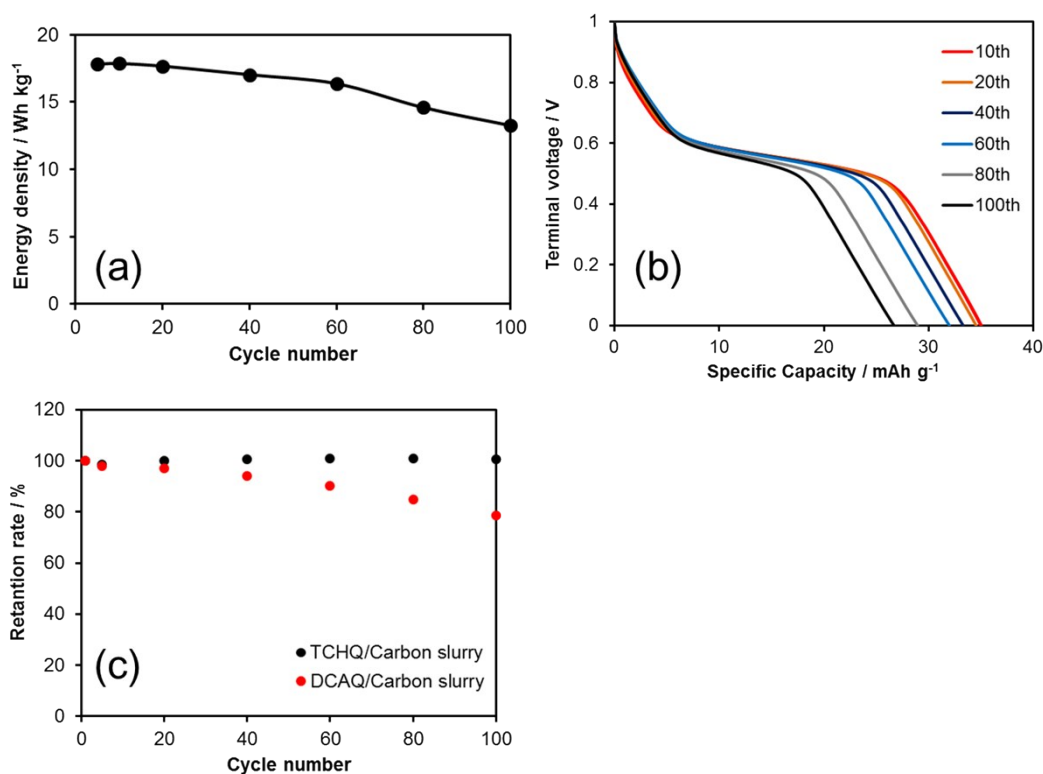 20
15
10
5
0
0 20 40 60 80 100
Energy density / Wh kg-1
Cycle number
(a)
1
0.8
0.6
0.4
0.2
0
0 10 20 30 40
Terminal voltage / V
Specific Capacity / mAh g-1
10th
20th
40th
60th
80th
100th
(b)
120
100
80
60
40
20
0
0 20 40 60 80 100
Retantion rate / %
Cycle number
TCHQ/Carbon slurry
DCAQ/Carbon slurry
(c)